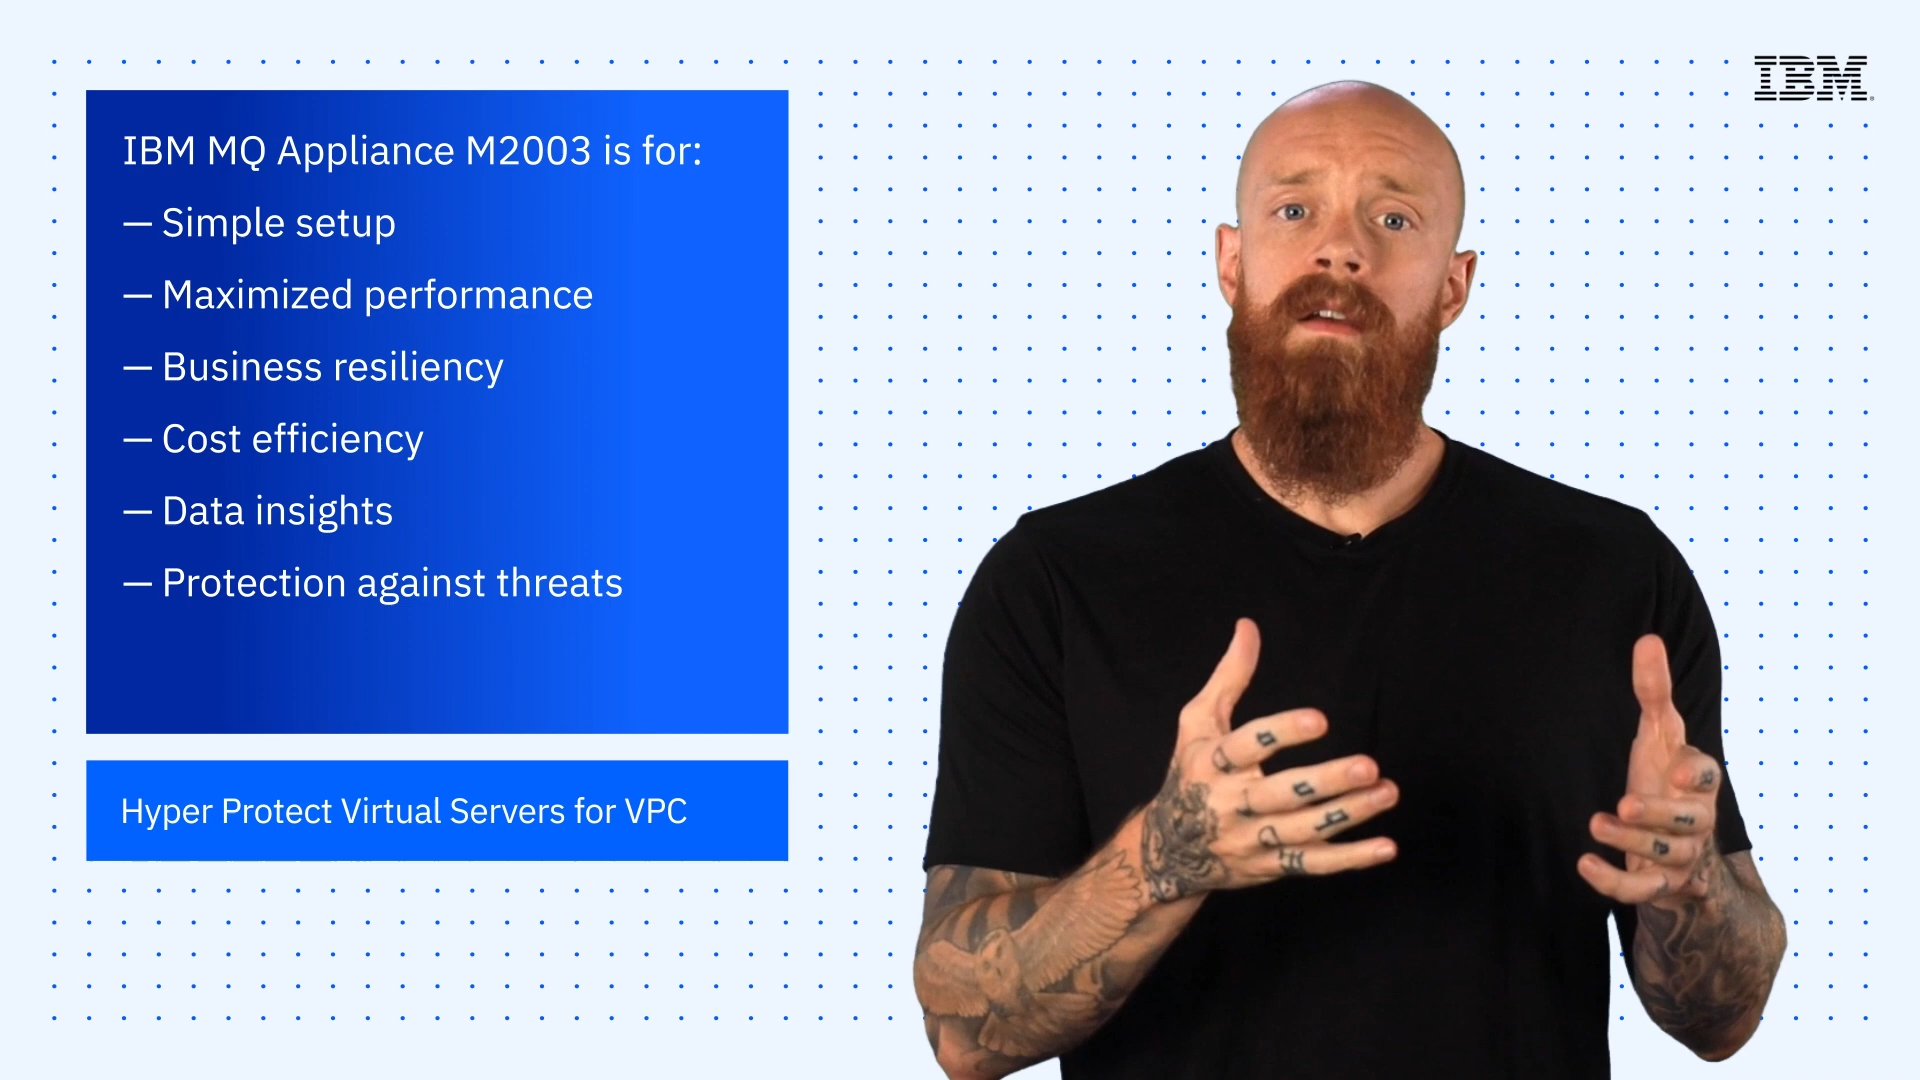 IBM MQ Appliance M2003 is for:
— Simple setup
— Maximized performance
— Business resiliency
— Cost efficiency
— Data insights
— Protection against threats
Hyper Protect Virtual Servers for VPC
IBM